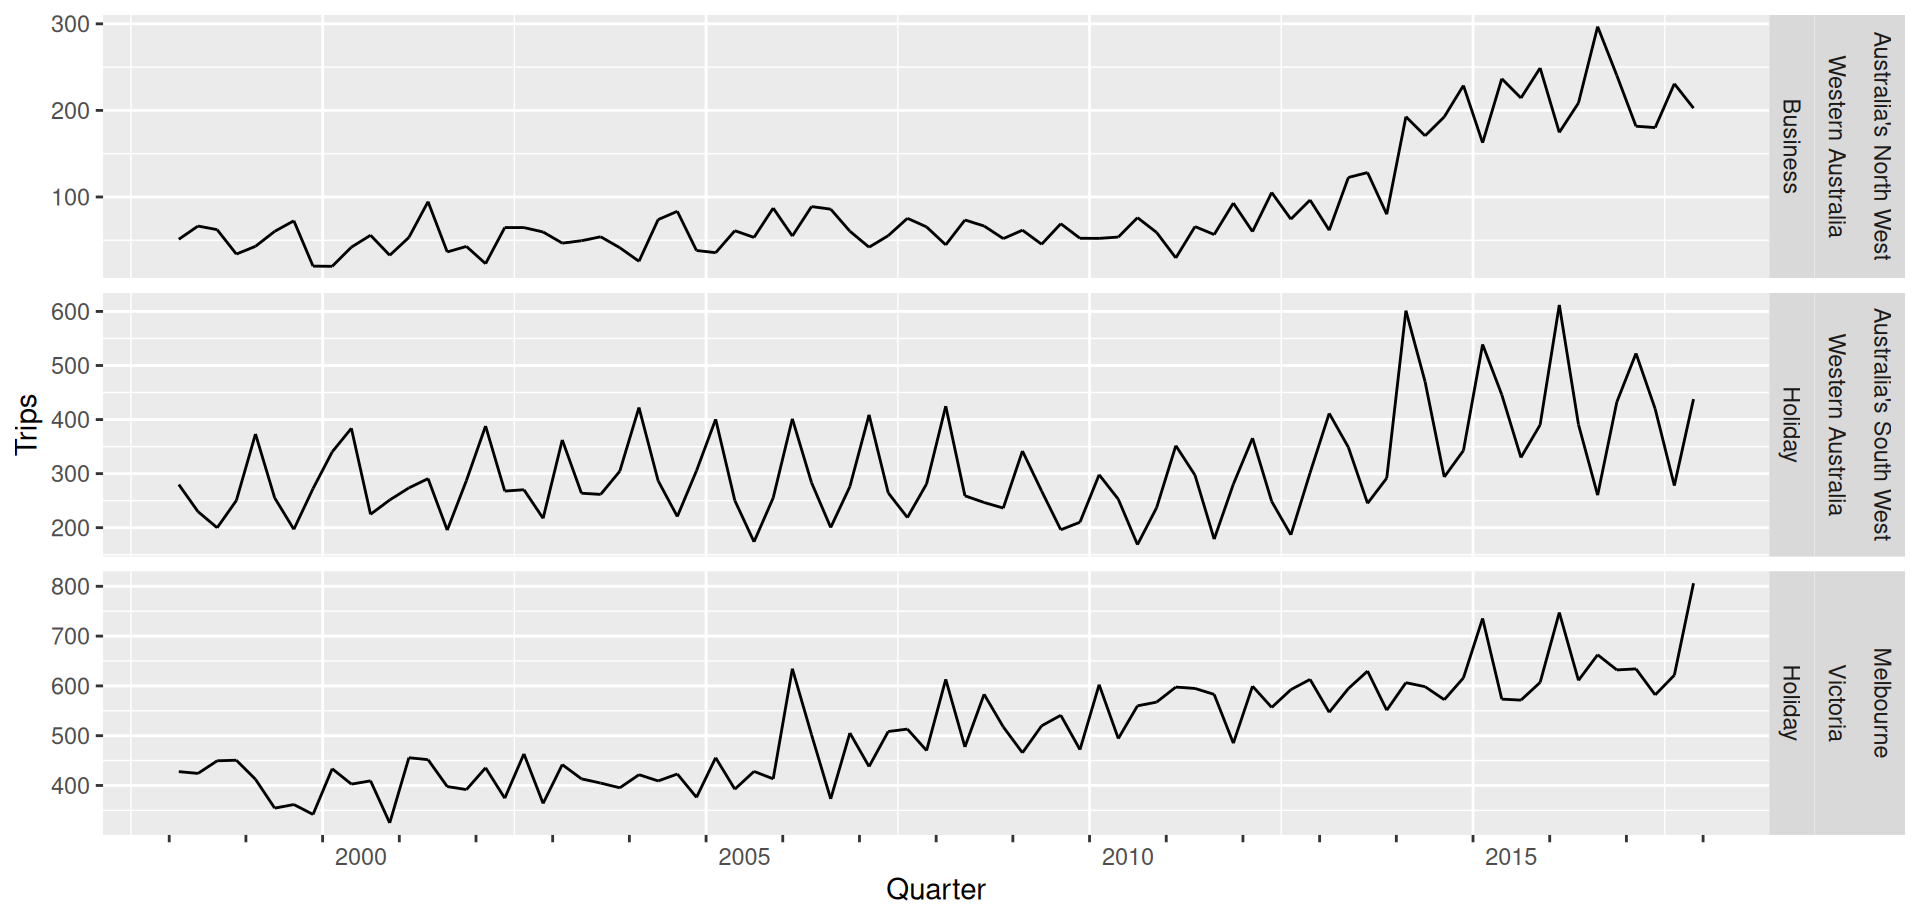 300
200
100
Business
Western Australia
Australia's North West
600
500
400
300
200
Holiday
Western Australia
Australia's South West
800
700
600
500
400
Holiday
Victoria
Melbourne
Trips
2000 2005 2010 2015
Quarter